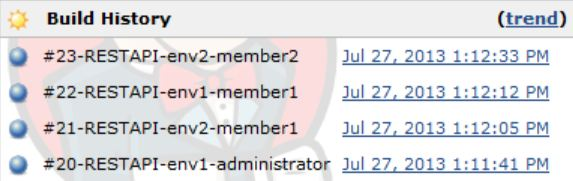 Build History (trend)
#23-RESTAPI-env2-member2 Jul 27, 2013 1:12:33 PM
#22-RESTAPI-env1-member1 Jul 27, 2013 1:12:12 PM
#21-RESTAPI-env2-member1 Jul 27, 2013 1:12:05 PM
#20-RESTAPI-env1-administrator Jul 27, 2013 1:11:41 PM